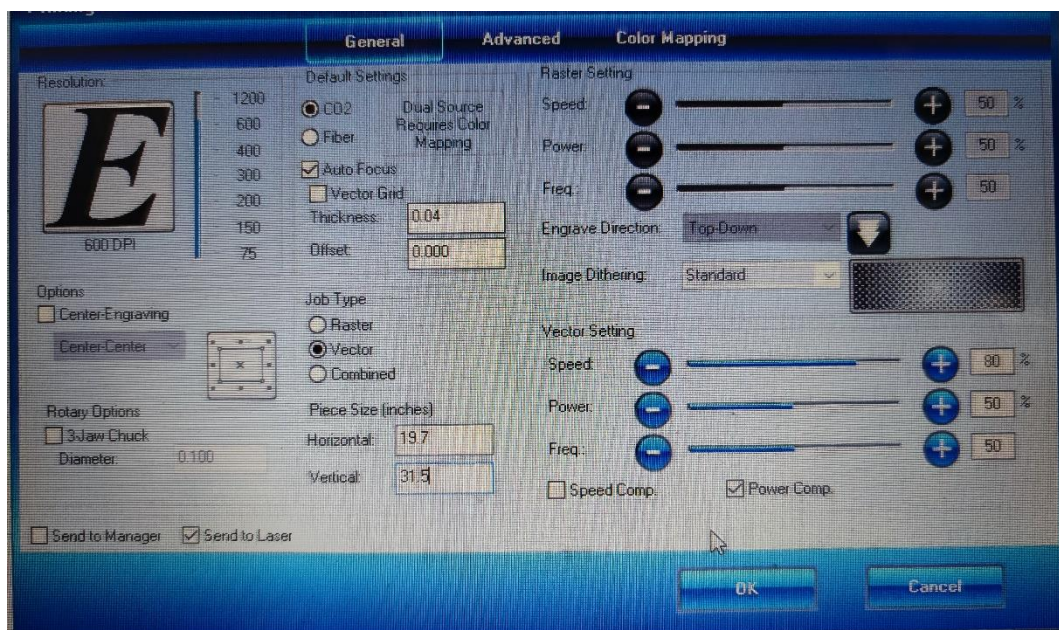 General Advanced Color Mapping
Resolution:
E
600 DPI
1200
600
400
300
200
150
75
Options
Center-Engraving
Center-Center
Rotary Options
3-Jaw Chuck
Diameter: 0.100
Send to Manager Send to Laser
Default Settings
CO2
Fiber
Dual Source
Requires Color
Mapping
Auto Focus
Vector Grid
Thickness: 0.04
Offset: 0.000
Job Type
Raster
Vector
Combined
Piece Size (inches)
Horizontal: 19.7
Vertical: 31.5
Raster Setting
Speed: 50 %
Power: 50 %
Freq.: 50
Engrave Direction: Top-Down
Image Dithering: Standard
Vector Setting
Speed: 80 %
Power: 50 %
Freq.: 50
Speed Comp. Power Comp.
OK Cancel